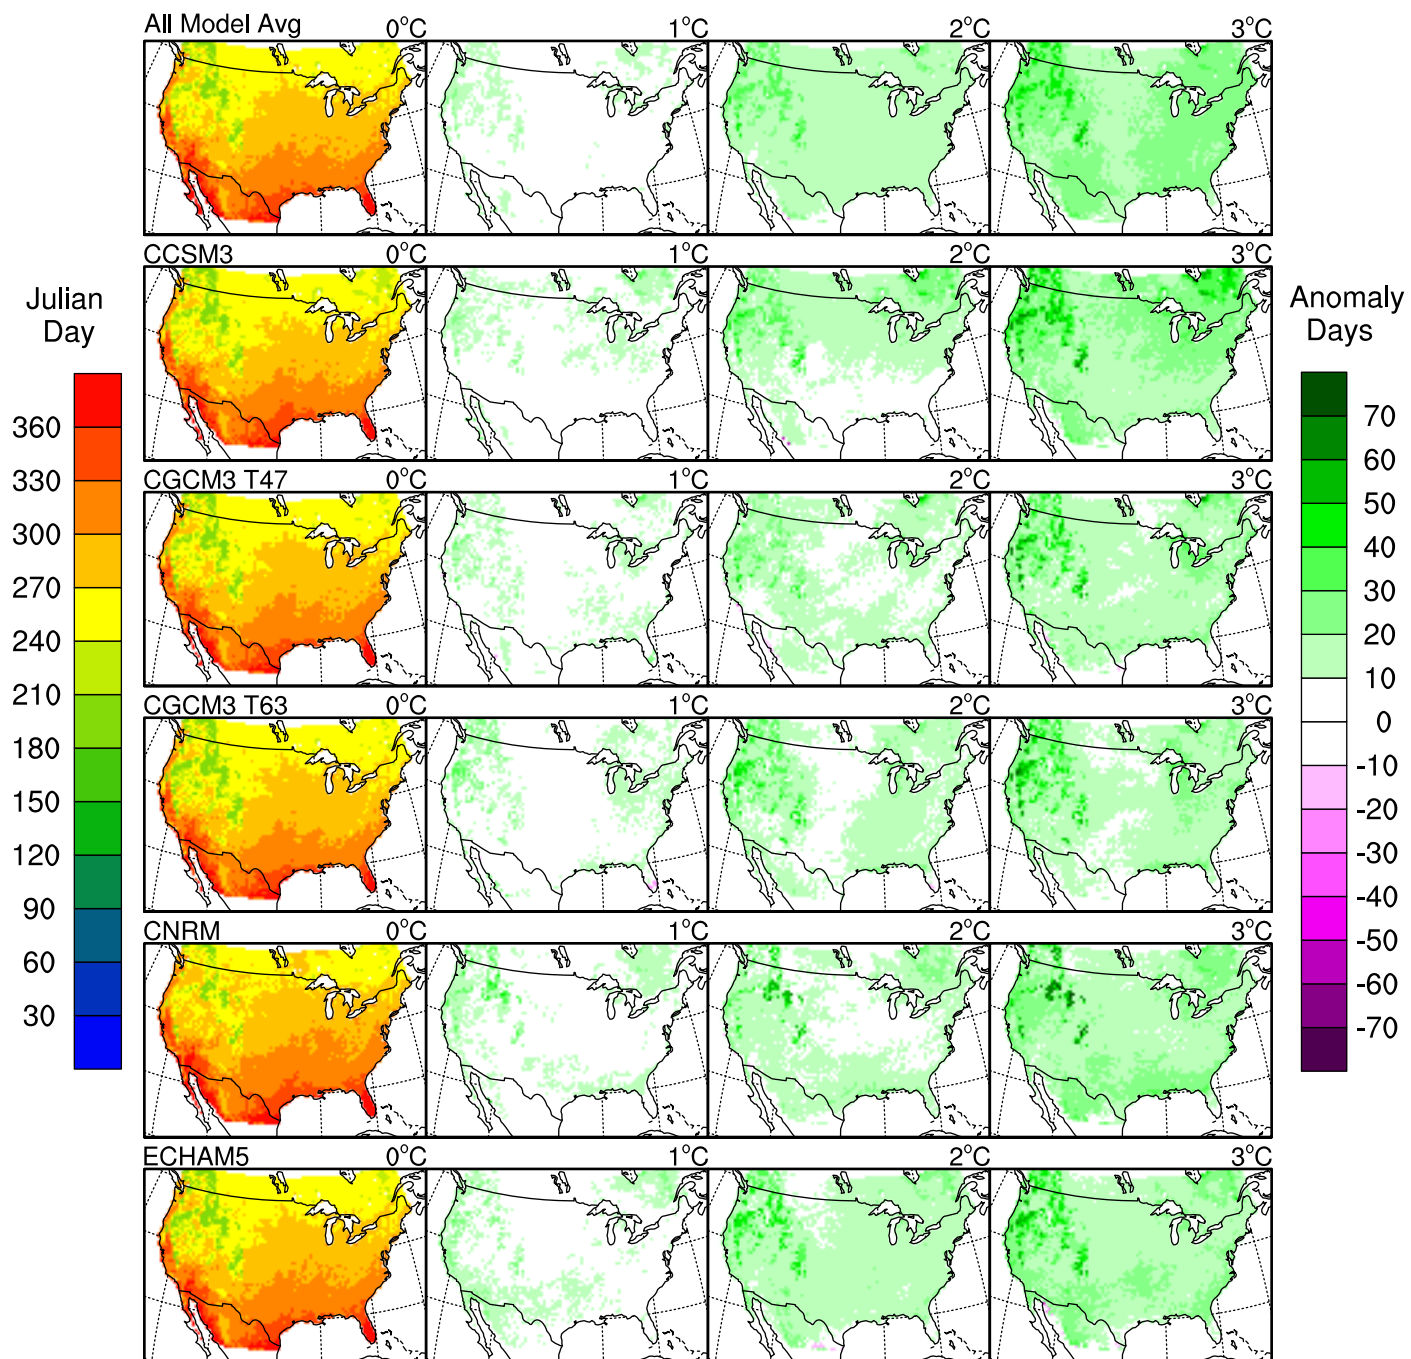 All Model Avg 0°C 1°C 2°C 3°C
CCSM3 0°C 1°C 2°C 3°C
Julian
Day
360
330
300
270
240
210
180
150
120
90
60
30
Anomaly
Days
70
60
50
40
30
20
10
0
-10
-20
-30
-40
-50
-60
-70
CGCM3 T47 0°C 1°C 2°C 3°C
CGCM3 T63 0°C 1°C 2°C 3°C
CNRM 0°C 1°C 2°C 3°C
ECHAM5 0°C 1°C 2°C 3°C